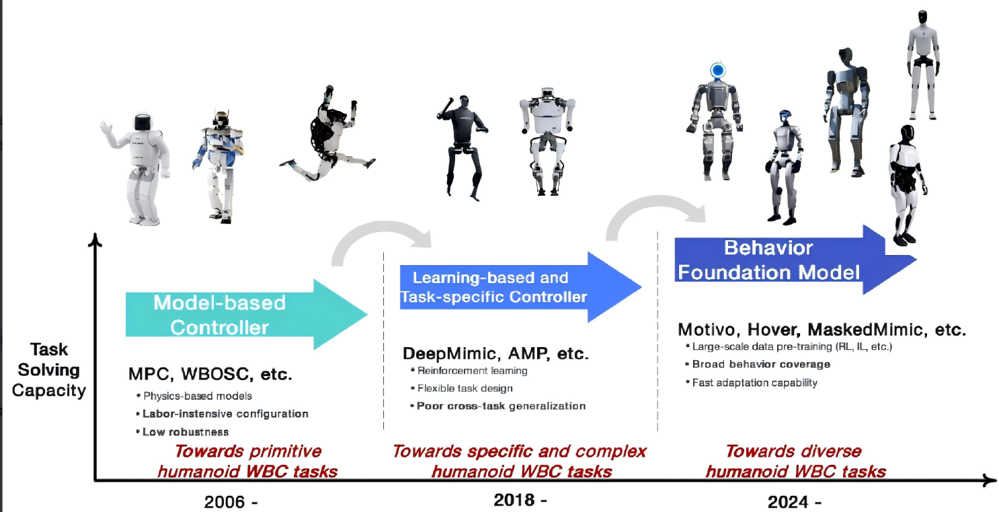 Task
Solving
Capacity
Model-based
Controller
MPC, WBOSC, etc.
• Physics-based models
• Labor-instensive configuration
• Low robustness
Towards primitive
humanoid WBC tasks
2006 -
Learning-based and
Task-specific Controller
DeepMimic, AMP, etc.
• Reinforcement learning
• Flexible task design
• Poor cross-task generalization
Towards specific and complex
humanoid WBC tasks
2018 -
Behavior
Foundation Model
Motivo, Hover, MaskedMimic, etc.
• Large-scale data pre-training (RL, IL, etc.)
• Broad behavior coverage
• Fast adaptation capability
Towards diverse
humanoid WBC tasks
2024 -